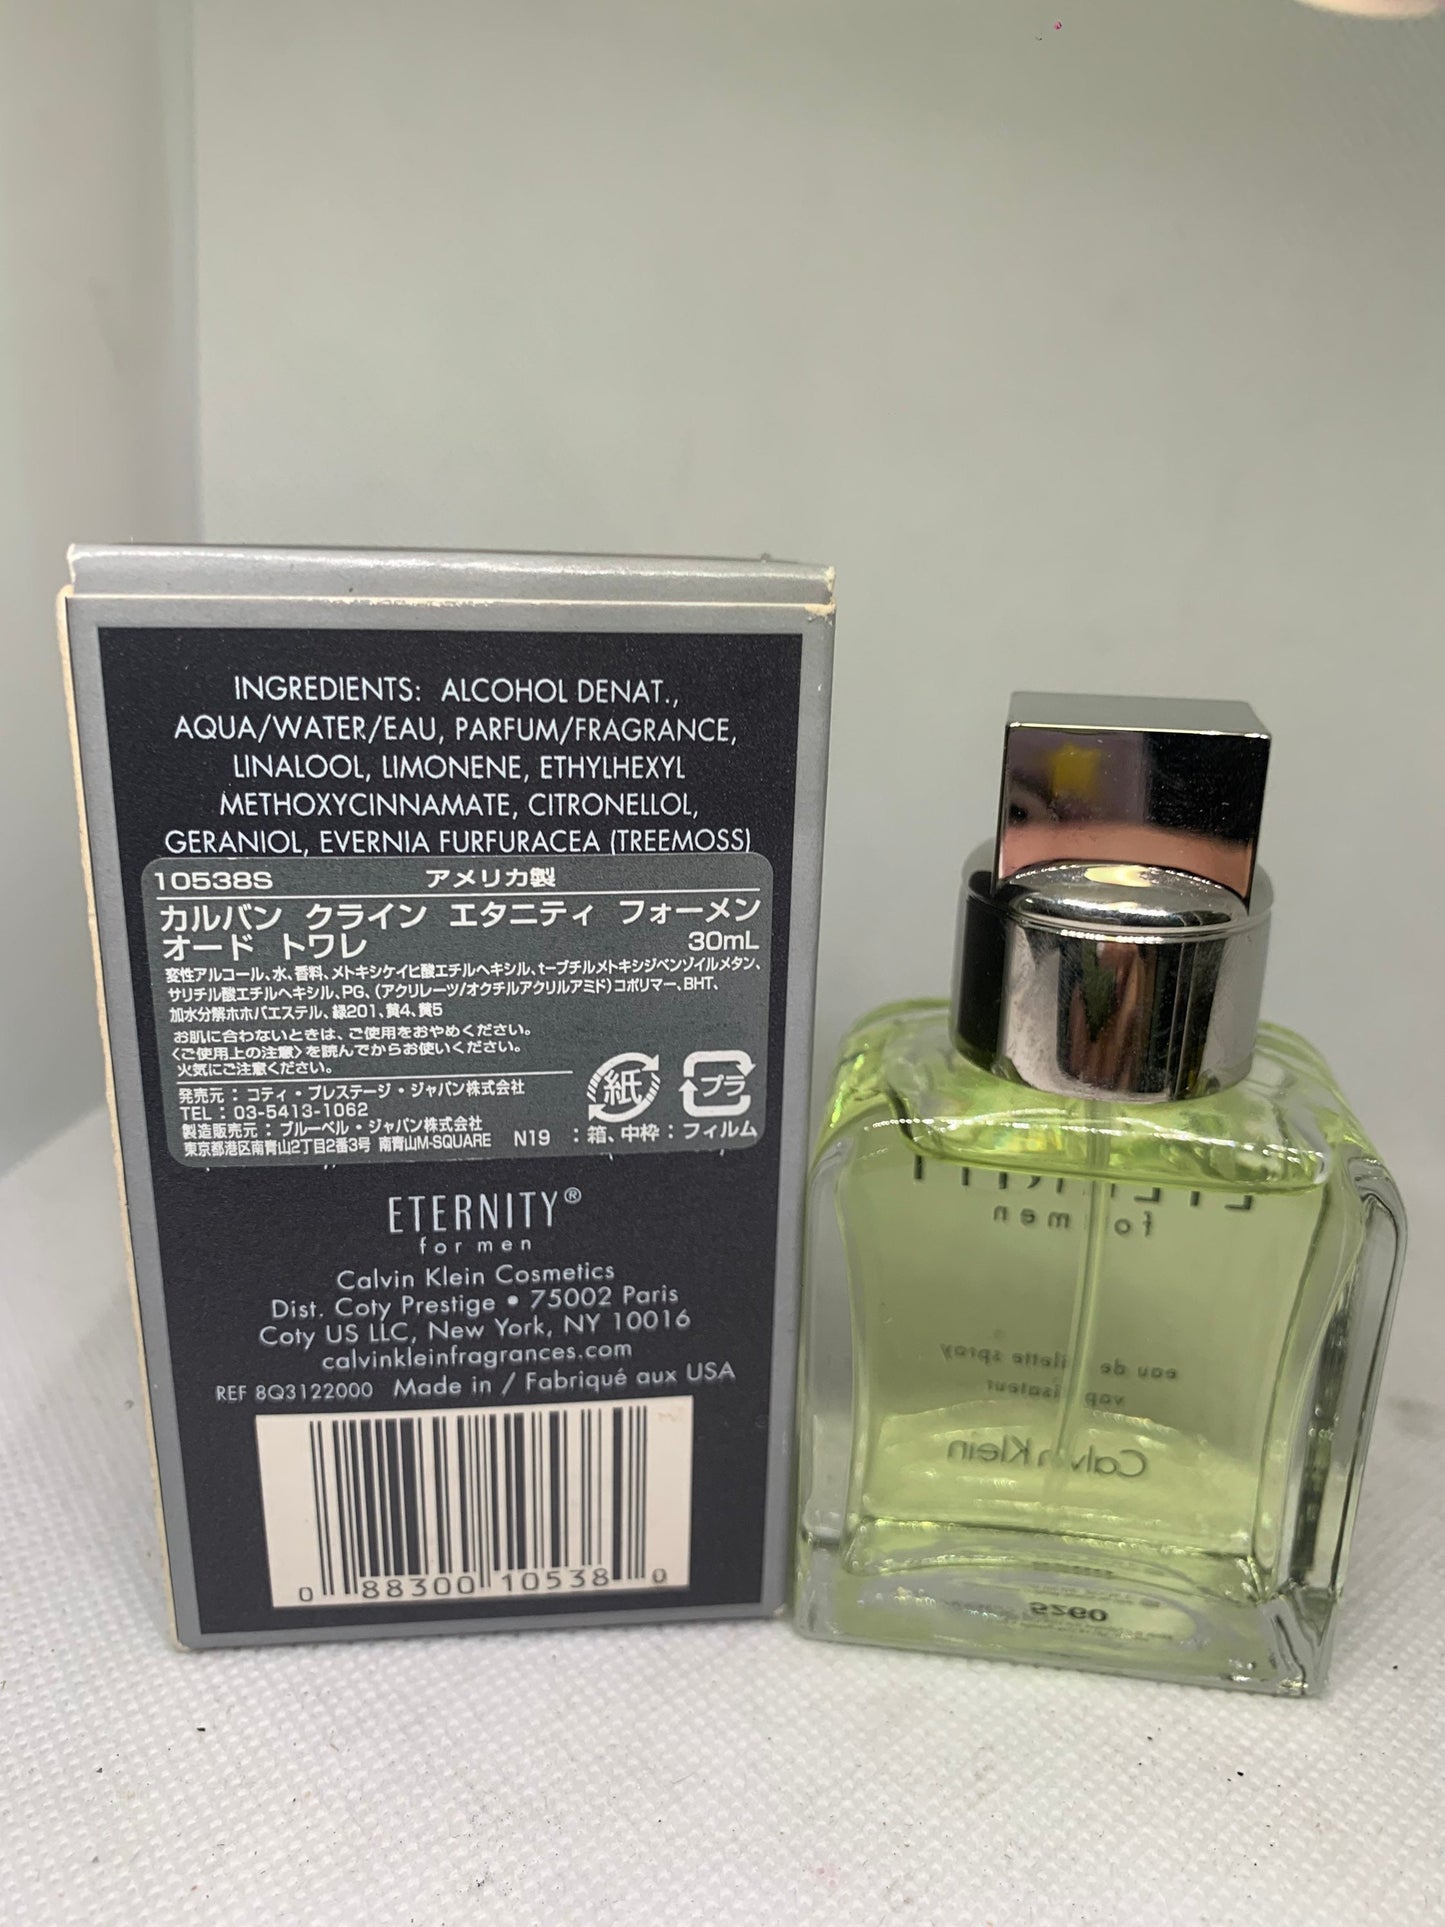 INGREDIENTS: ALCOHOL DENAT.,
AQUA/WATER/EAU, PARFUM/FRAGRANCE,
LINALOOL, LIMONENE, ETHYLHEXYL
METHOXYCINNAMATE, CITRONELLOL,
GERANIOL, EVERNIA FURFURACEA (TREEMOSS)
10538S アメリカ製
カルバン クライン エタニティ フォーメン
オード トワレ 30mL
変性アルコール、水、香料、メトキシケイヒ酸エチルヘキシル、t-ブチルメトキシジベンゾイルメタン、
サリチル酸エチルヘキシル、PG、(アクリレーツ/オクチルアクリルアミド)コポリマー、BHT、
加水分解ホホバエステル、緑201、黄4、黄5
お肌に合わないときは、ご使用をおやめください。
〈ご使用上の注意〉を読んでからお使いください。
火気にご注意ください。
発売元：コティ・プレステージ・ジャパン株式会社
TEL：03-5413-1062
製造販売元：ブルーベル・ジャパン株式会社
東京都港区南青山2丁目2番3号 南青山M-SQUARE N19
紙 プラ
：箱、中枠：フィルム
ETERNITY®
for men
Calvin Klein Cosmetics
Dist. Coty Prestige • 75002 Paris
Coty US LLC, New York, NY 10016
calvinkleinfragrances.com
REF 8Q3122000 Made in / Fabriqué aux USA
0 88300 10538 0
for men
eau de toilette spray
vaporisateur
Calvin Klein
5260